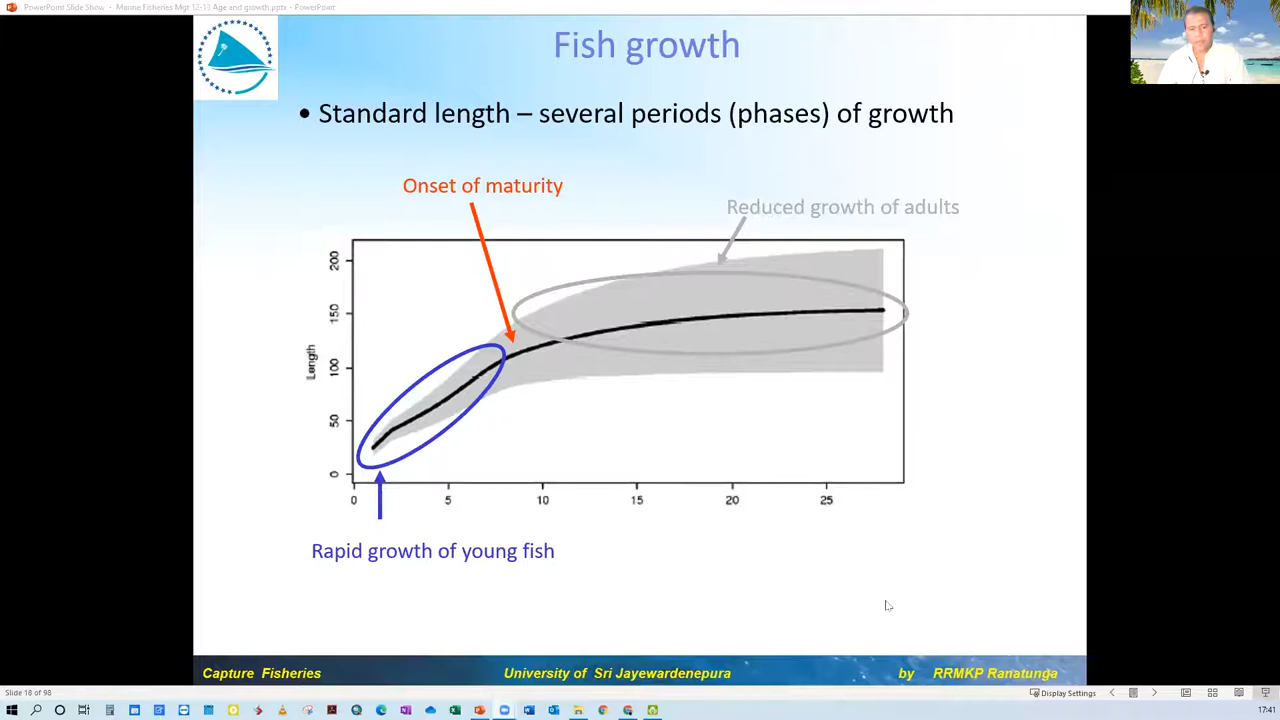 PowerPoint Slide Show - Marine Fisheries Mgt 12-13 Age and growth.pptx - PowerPoint
Fish growth
• Standard length – several periods (phases) of growth
Onset of maturity
Reduced growth of adults
Length
200
150
100
50
0
0 5 10 15 20 25
Rapid growth of young fish
Capture Fisheries University of Sri Jayewardenepura by RRMKP Ranatunga
Slide 18 of 98
Display Settings
17:41